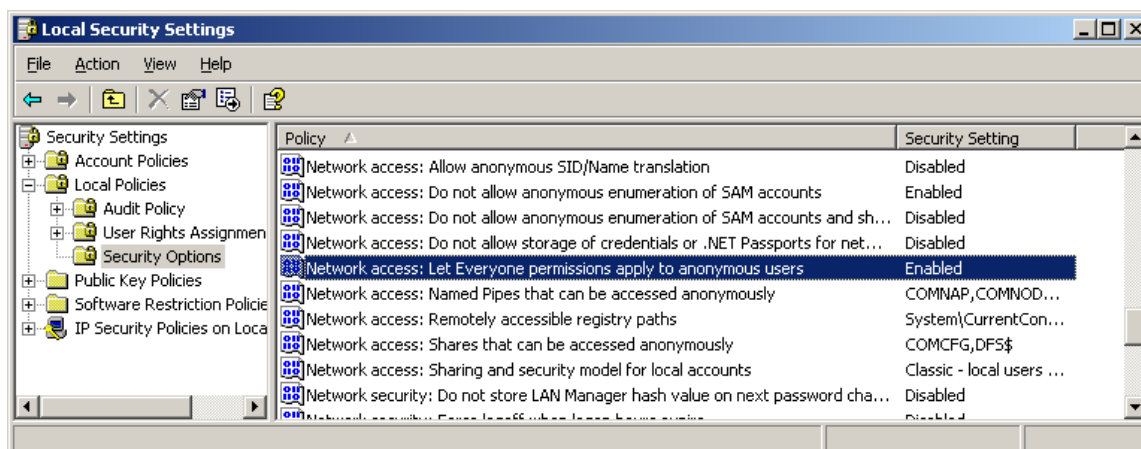 Local Security Settings
File Action View Help
Security Settings
Account Policies
Local Policies
Audit Policy
User Rights Assignmen
Security Options
Public Key Policies
Software Restriction Policie
IP Security Policies on Loca
Policy Security Setting
Network access: Allow anonymous SID/Name translation Disabled
Network access: Do not allow anonymous enumeration of SAM accounts Enabled
Network access: Do not allow anonymous enumeration of SAM accounts and sh... Disabled
Network access: Do not allow storage of credentials or .NET Passports for net... Disabled
Network access: Let Everyone permissions apply to anonymous users Enabled
Network access: Named Pipes that can be accessed anonymously COMNAP,COMNOD...
Network access: Remotely accessible registry paths System\CurrentCon...
Network access: Shares that can be accessed anonymously COMCFG,DFS$
Network access: Sharing and security model for local accounts Classic - local users ...
Network security: Do not store LAN Manager hash value on next password cha... Disabled